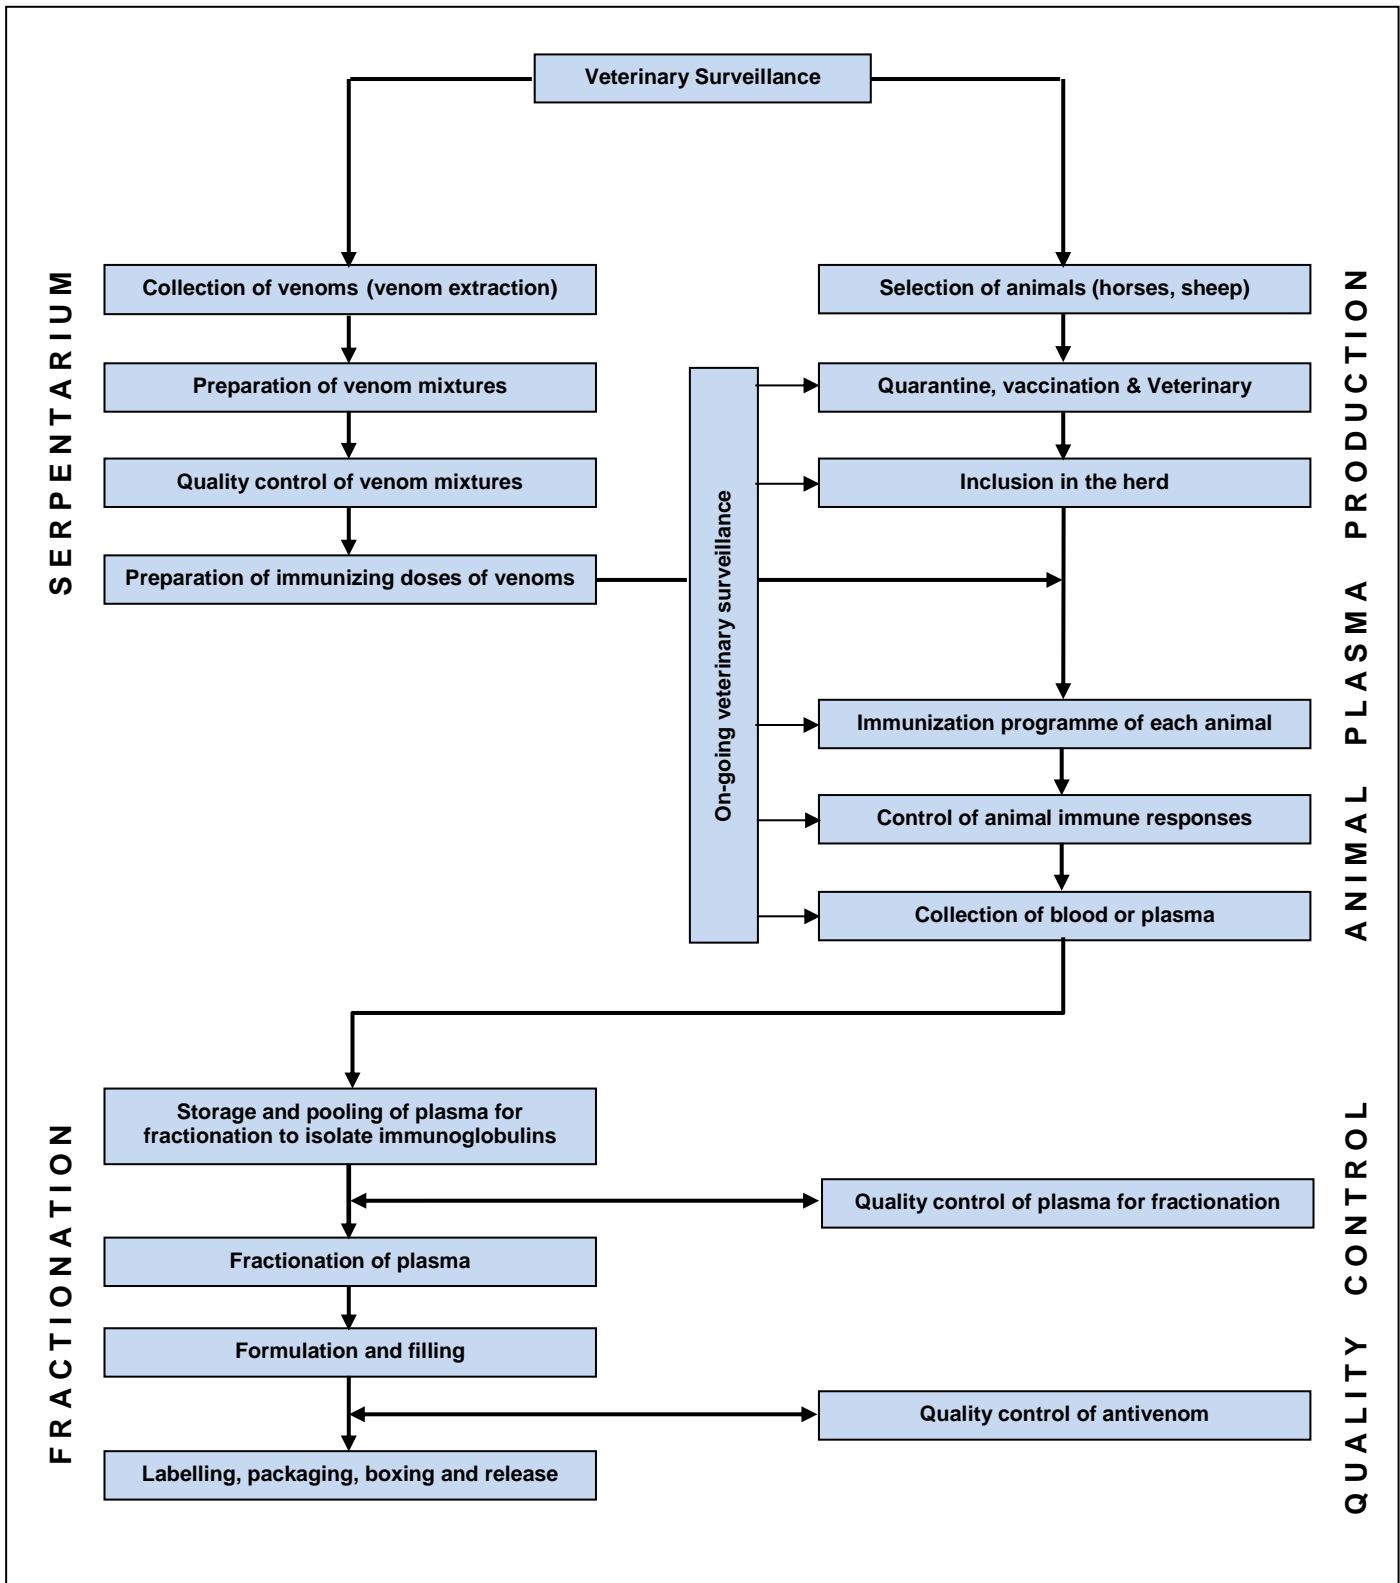 Veterinary Surveillance
SERPENTARIUM
Collection of venoms (venom extraction)
Preparation of venom mixtures
Quality control of venom mixtures
Preparation of immunizing doses of venoms
On-going veterinary surveillance
Selection of animals (horses, sheep)
Quarantine, vaccination & Veterinary
Inclusion in the herd
Immunization programme of each animal
Control of animal immune responses
Collection of blood or plasma
ANIMAL PLASMA PRODUCTION
FRACTIONATION
Storage and pooling of plasma for
fractionation to isolate immunoglobulins
Fractionation of plasma
Formulation and filling
Labelling, packaging, boxing and release
Quality control of plasma for fractionation
Quality control of antivenom
QUALITY CONTROL